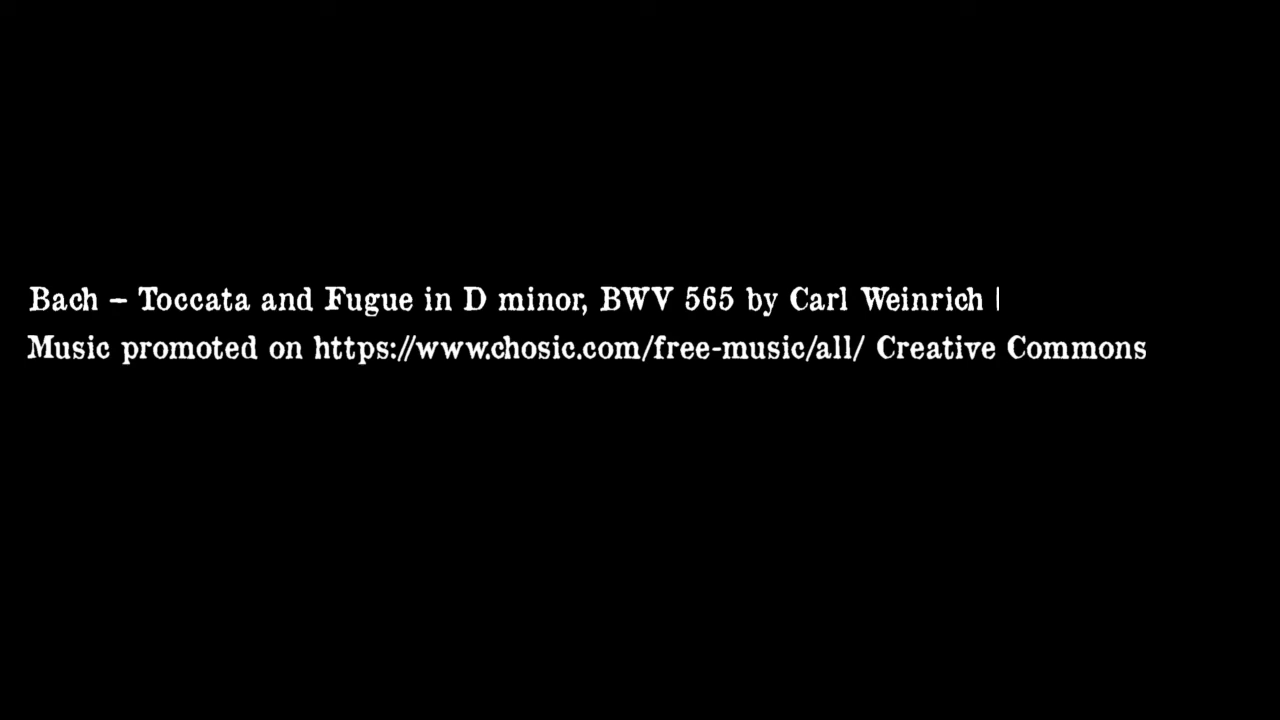 Bach – Toccata and Fugue in D minor, BWV 565 by Carl Weinrich |
Music promoted on https://www.chosic.com/free-music/all/ Creative Commons